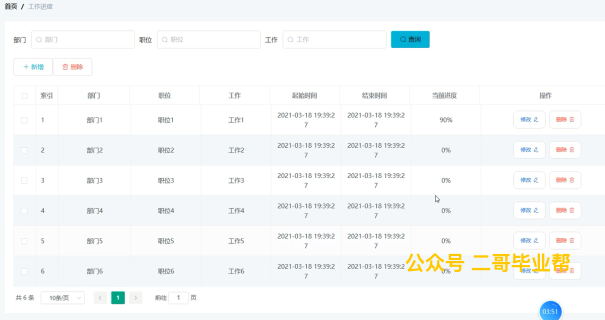 首页 / 工作进度
部门 部门 职位 职位 工作 工作 查询
+ 新增 删除
索引 部门 职位 工作 起始时间 结束时间 当前进度 操作
1 部门1 职位1 工作1 2021-03-18 19:39:27 2021-03-18 19:39:27 90% 修改 删除
2 部门2 职位2 工作2 2021-03-18 19:39:27 2021-03-18 19:39:27 0% 修改 删除
3 部门3 职位3 工作3 2021-03-18 19:39:27 2021-03-18 19:39:27 0% 修改 删除
4 部门4 职位4 工作4 2021-03-18 19:39:27 2021-03-18 19:39:27 0% 修改 删除
5 部门5 职位5 工作5 2021-03-18 19:39:27 2021-03-18 19:39:27 0% 修改 删除
6 部门6 职位6 工作6 2021-03-18 19:39:27 2021-03-18 19:39:27 0% 修改 删除
公众号 二哥毕业帮
共 6 条 10条/页 1 前往 1 页
03:51